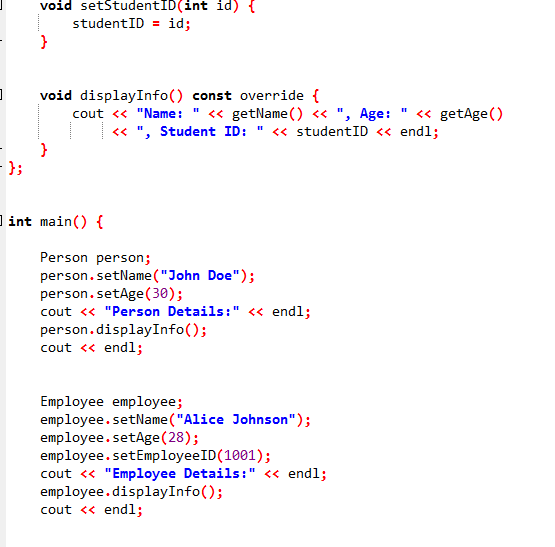 void setStudentID(int id) {
studentID = id;
}
void displayInfo() const override {
cout << "Name: " << getName() << ", Age: " << getAge()
<< ", Student ID: " << studentID << endl;
}
};
int main() {
Person person;
person.setName("John Doe");
person.setAge(30);
cout << "Person Details:" << endl;
person.displayInfo();
cout << endl;
Employee employee;
employee.setName("Alice Johnson");
employee.setAge(28);
employee.setEmployeeID(1001);
cout << "Employee Details:" << endl;
employee.displayInfo();
cout << endl;